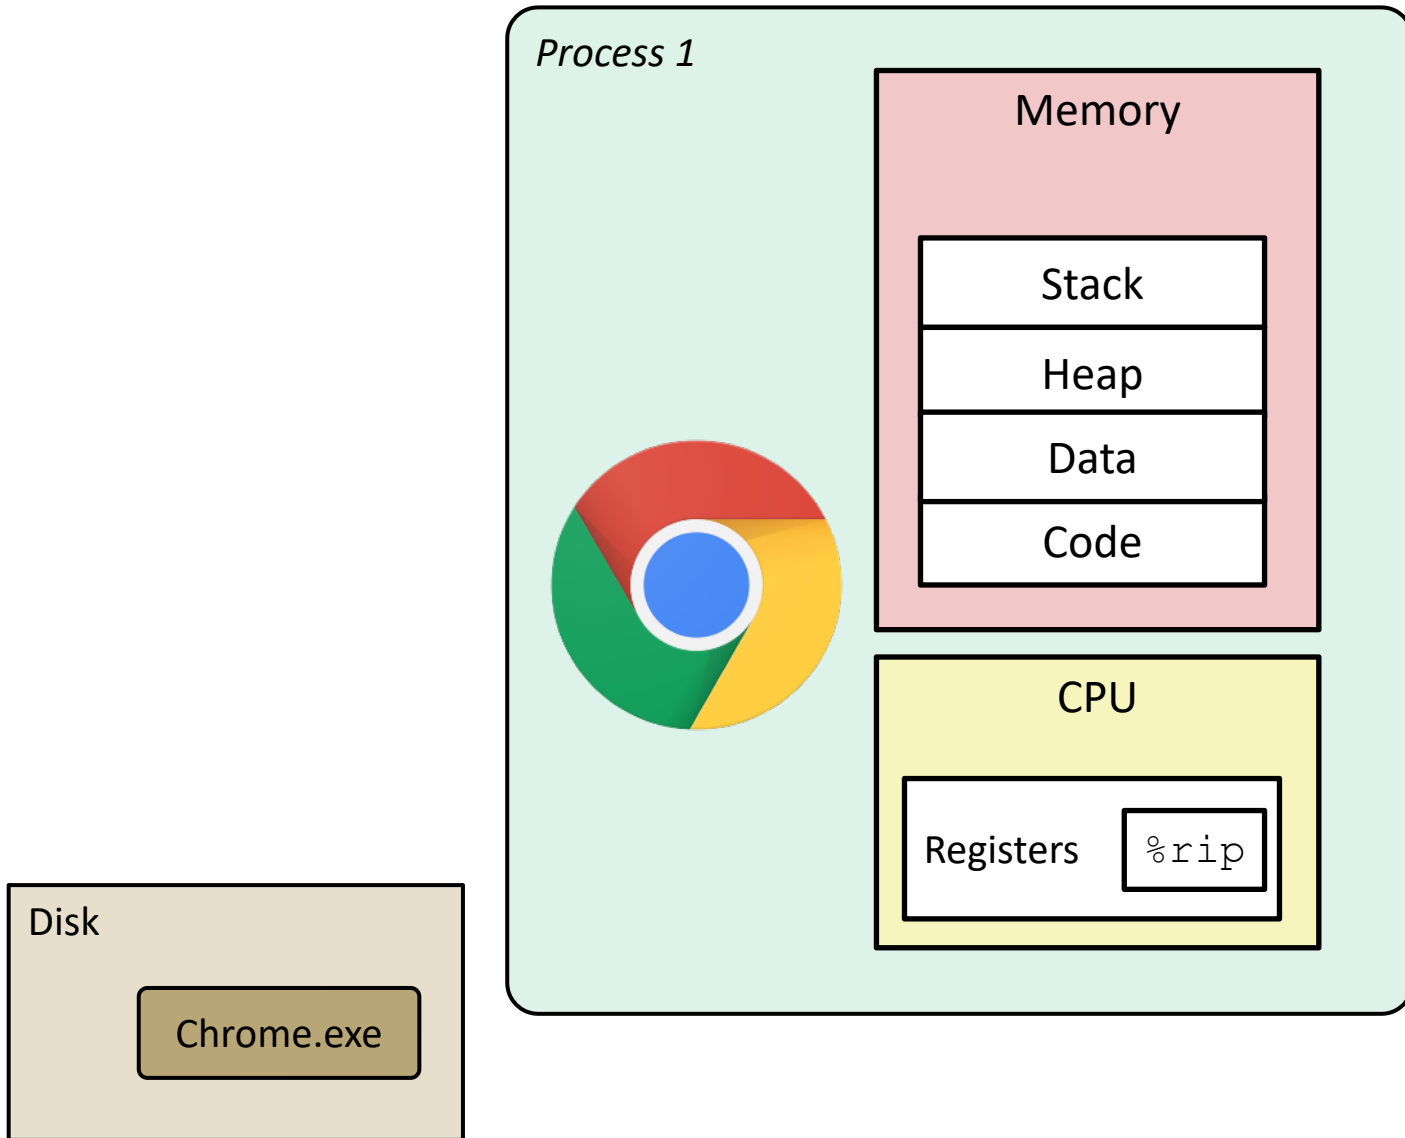 Process 1
Memory
Stack
Heap
Data
Code
CPU
Registers %rip
Disk
Chrome.exe